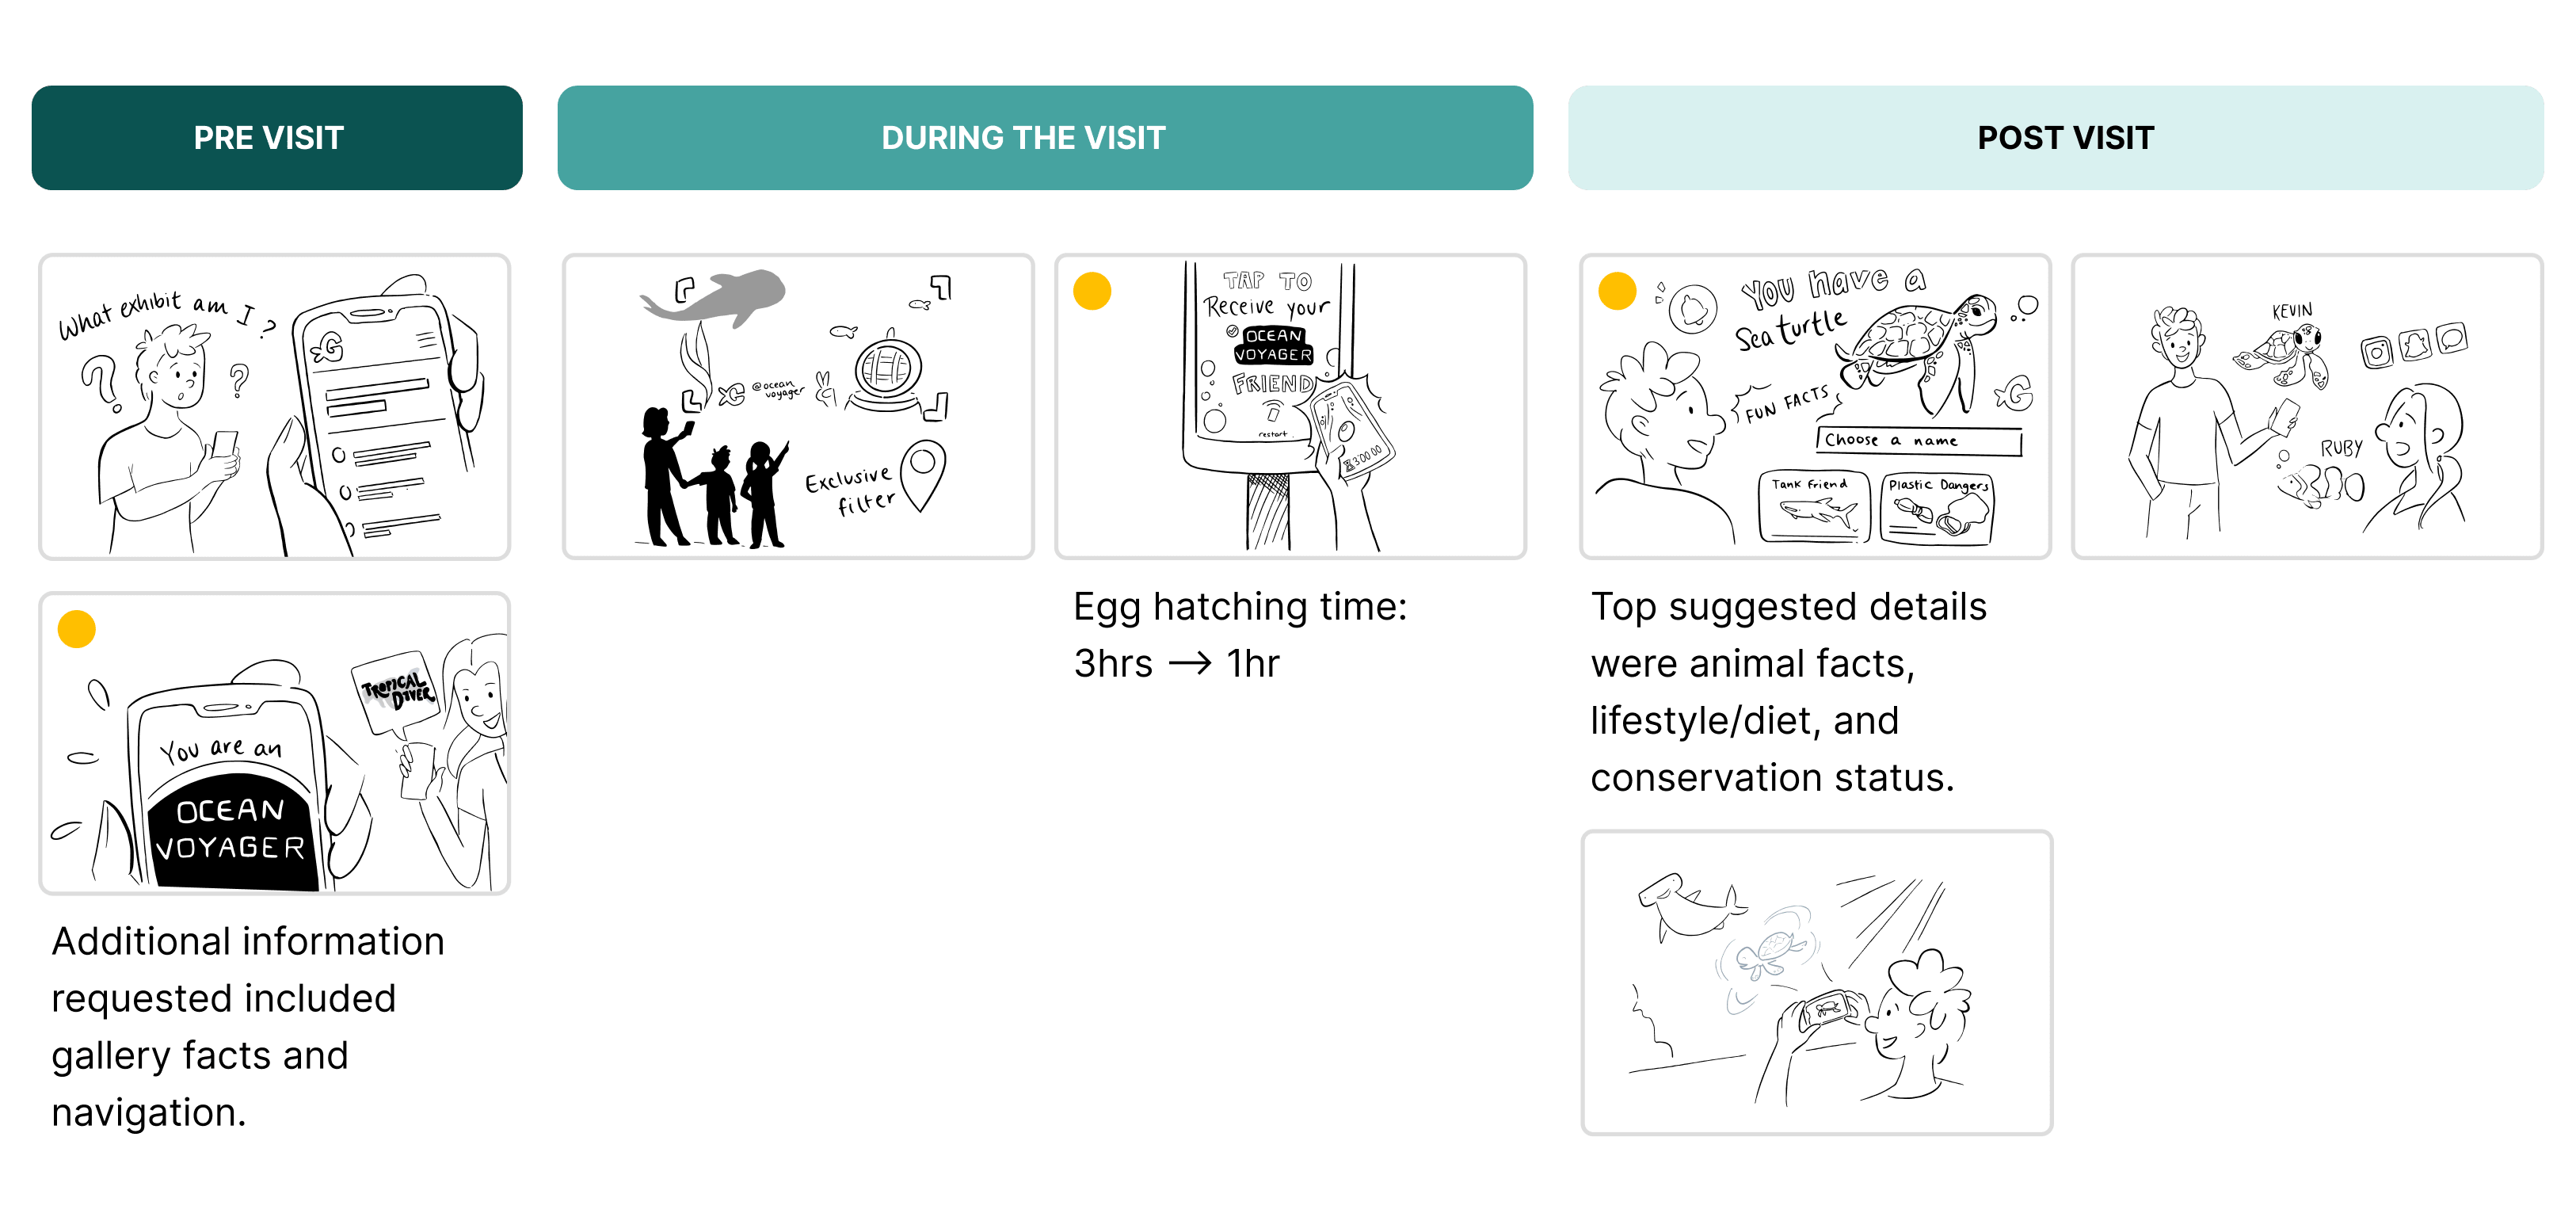 PRE VISIT
DURING THE VISIT
POST VISIT
What exhibit am I ?
G
You are an
OCEAN
VOYAGER
TROPICAL
DIVER
Additional information
requested included
gallery facts and
navigation.
G
@ocean
voyager
Exclusive
filter
TAP TO
Receive your
OCEAN
VOYAGER
FRIEND
restart
3:00:00
Egg hatching time:
3hrs → 1hr
You have a
Sea turtle
FUN FACTS
G
Choose a name
Tank Friend
Plastic Dangers
Top suggested details
were animal facts,
lifestyle/diet, and
conservation status.
KEVIN
RUBY